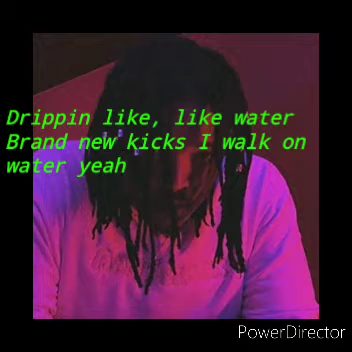 Drippin like, like water
Brand new kicks I walk on
water yeah
PowerDirector